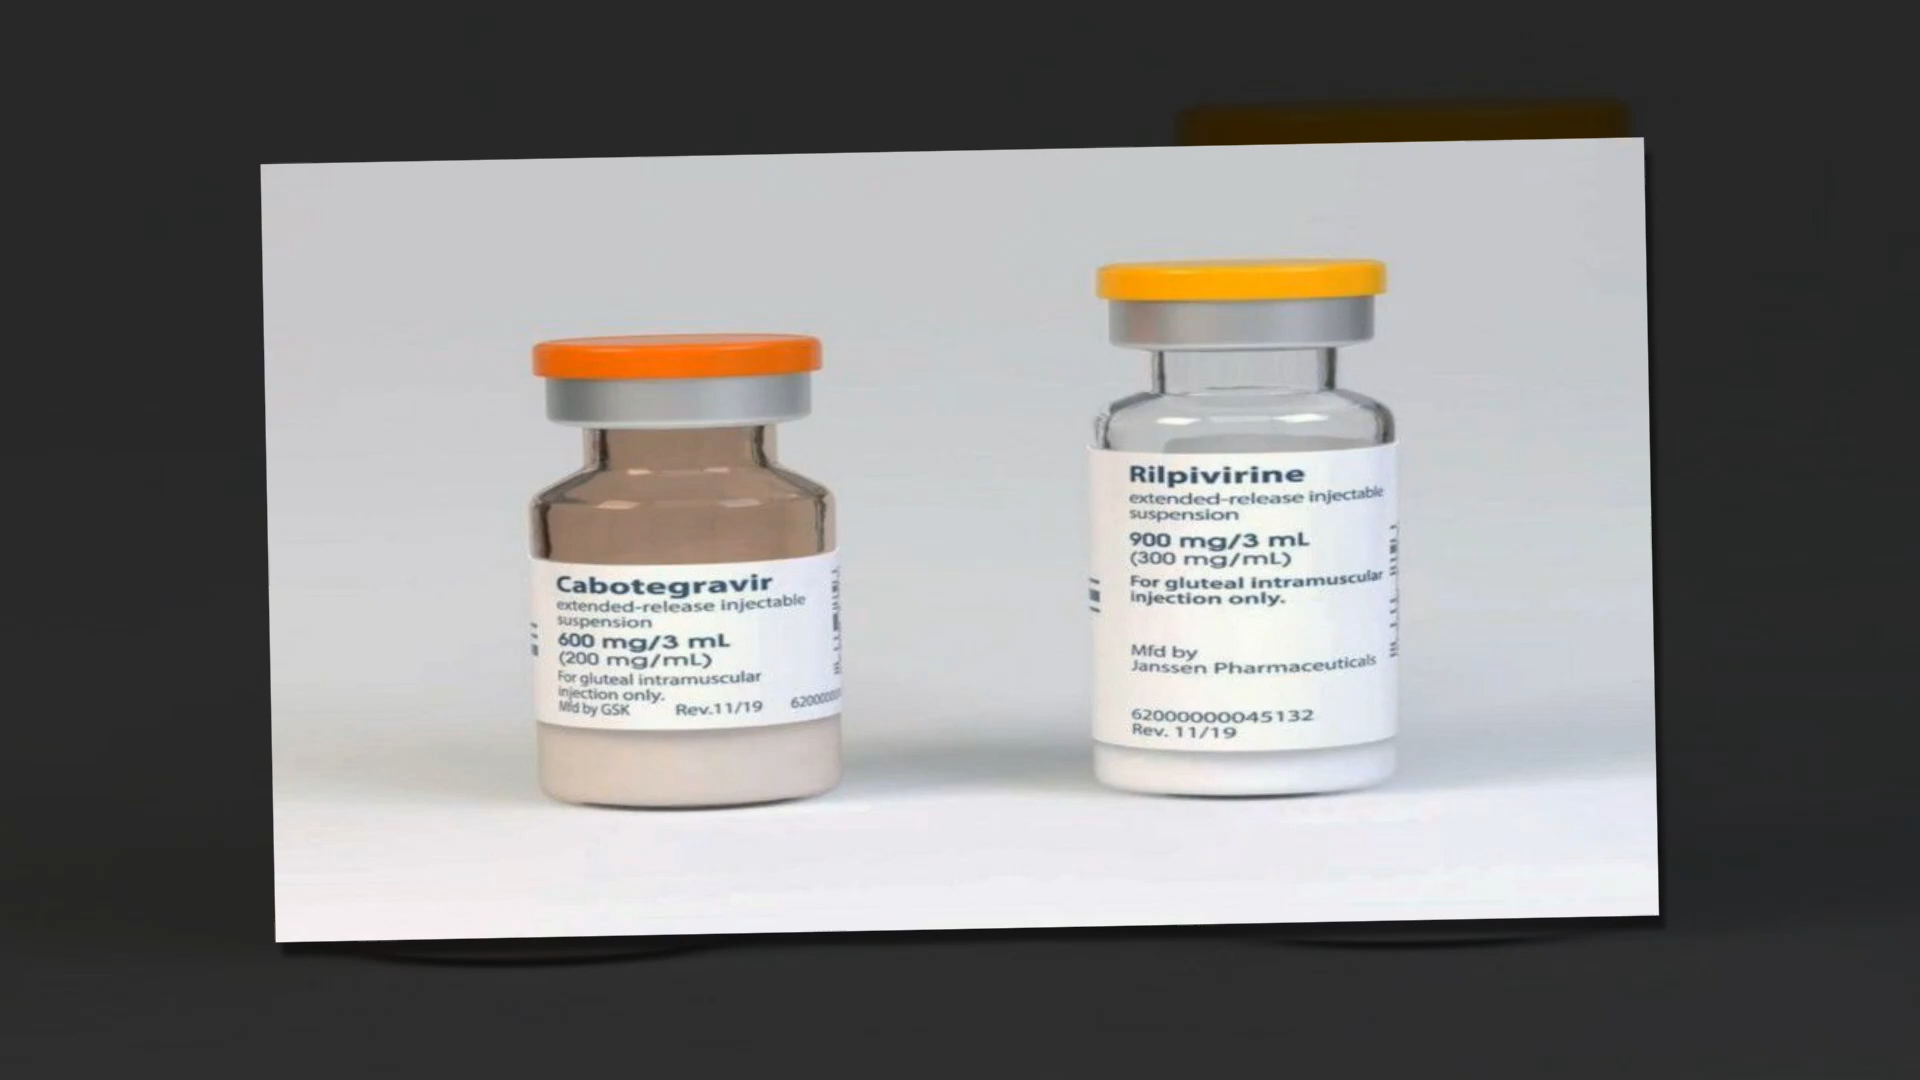 Cabotegravir
extended-release injectable
suspension
600 mg/3 mL
(200 mg/mL)
For gluteal intramuscular
injection only.
Mfd by GSK Rev.11/19
Rilpivirine
extended-release injectable
suspension
900 mg/3 mL
(300 mg/mL)
For gluteal intramuscular
injection only.
Mfd by
Janssen Pharmaceuticals
62000000045132
Rev. 11/19